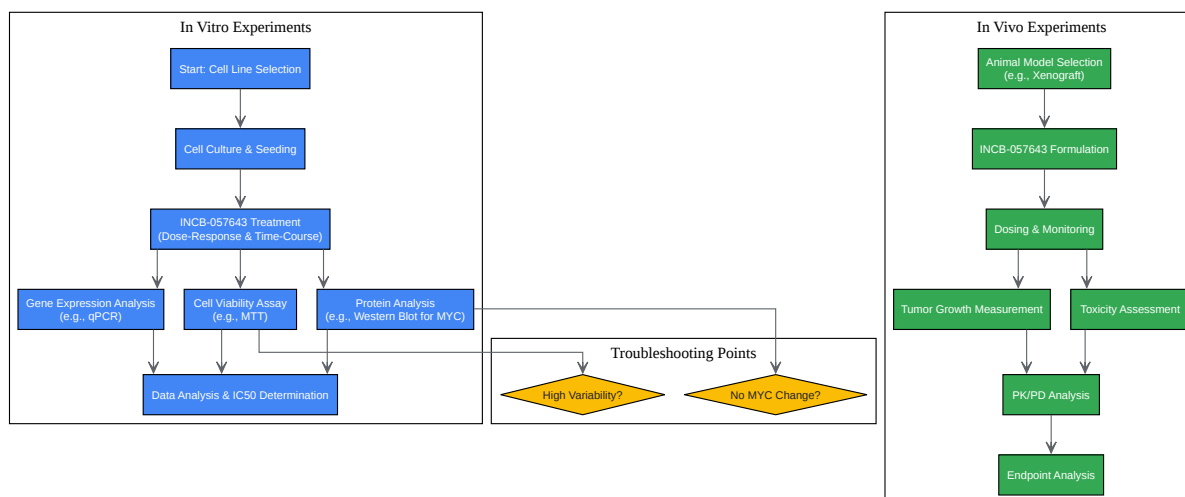 In Vitro Experiments
Start: Cell Line Selection
Cell Culture & Seeding
INCB-057643 Treatment
(Dose-Response & Time-Course)
Gene Expression Analysis
(e.g., qPCR)
Cell Viability Assay
(e.g., MTT)
Protein Analysis
(e.g., Western Blot for MYC)
Data Analysis & IC50 Determination
Troubleshooting Points
High Variability?
No MYC Change?
In Vivo Experiments
Animal Model Selection
(e.g., Xenograft)
INCB-057643 Formulation
Dosing & Monitoring
Tumor Growth Measurement
Toxicity Assessment
PK/PD Analysis
Endpoint Analysis